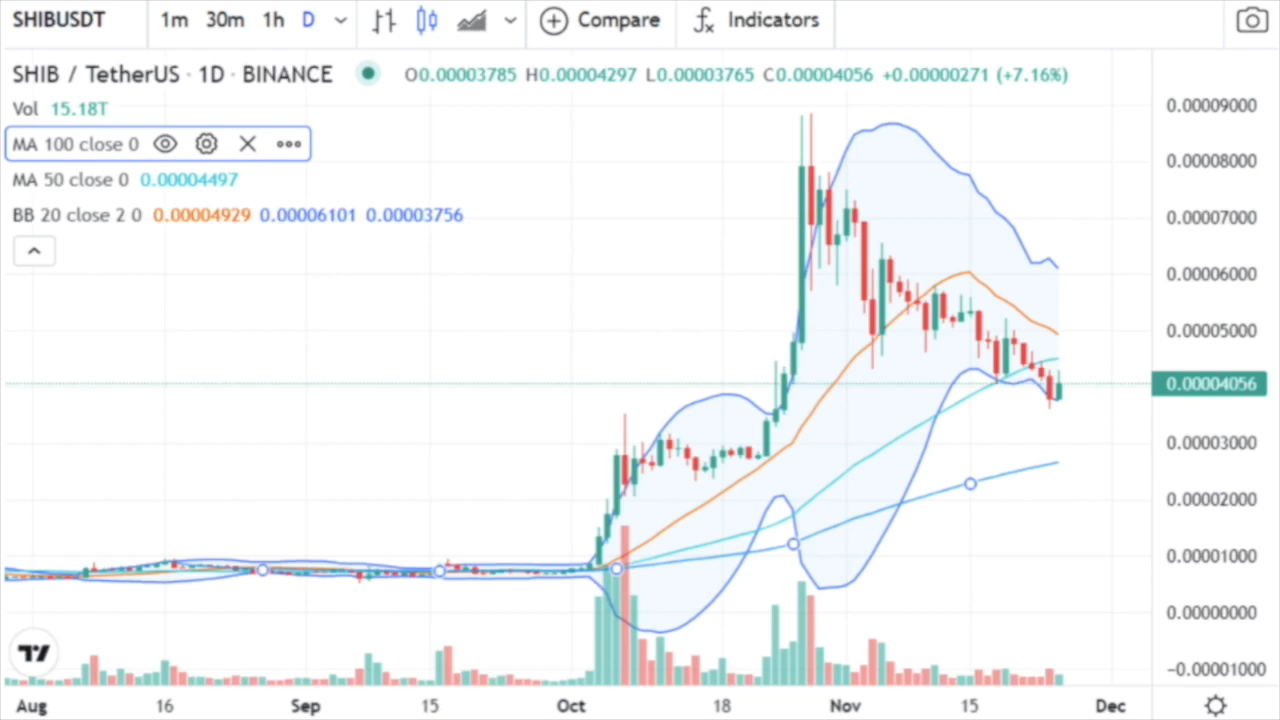 SHIBUSDT 1m 30m 1h D Compare Indicators
SHIB / TetherUS · 1D · BINANCE O0.00003785 H0.00004297 L0.00003765 C0.00004056 +0.00000271 (+7.16%)
Vol 15.18T
MA 100 close 0
MA 50 close 0 0.00004497
BB 20 close 2 0 0.00004929 0.00006101 0.00003756
0.00009000
0.00008000
0.00007000
0.00006000
0.00005000
0.00004056
0.00003000
0.00002000
0.00001000
0.00000000
−0.00001000
Aug 16 Sep 15 Oct 18 Nov 15 Dec